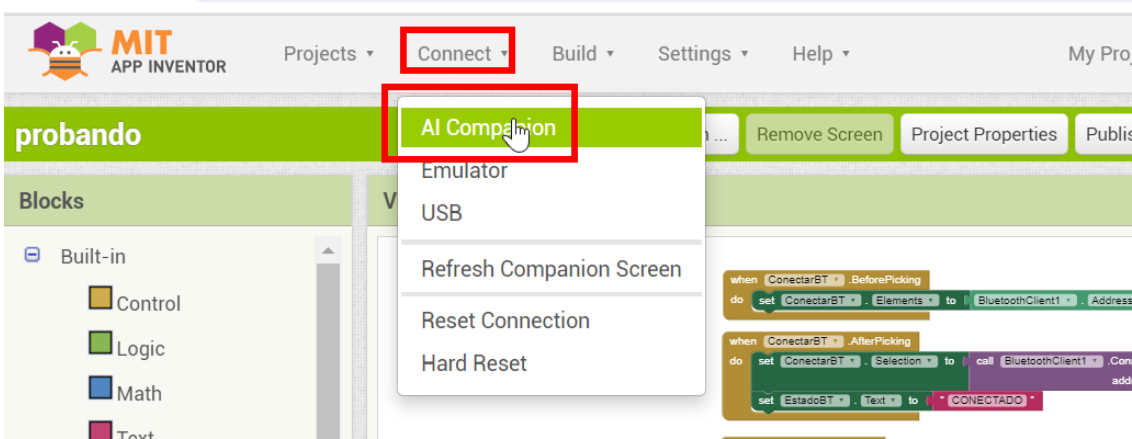 MIT
APP INVENTOR
Projects
Connect
Build
Settings
Help
My Proj
probando
AI Companion
Remove Screen
Project Properties
Publis
Blocks
Emulator
USB
Built-in
Control
Logic
Math
Text
Refresh Companion Screen
Reset Connection
Hard Reset
when ConectarBT .BeforePicking
do set ConectarBT . Elements to BluetoothClient1 . Address
when ConectarBT .AfterPicking
do set ConectarBT . Selection to call BluetoothClient1 .Con
add
set EstadoBT . Text to " CONECTADO "